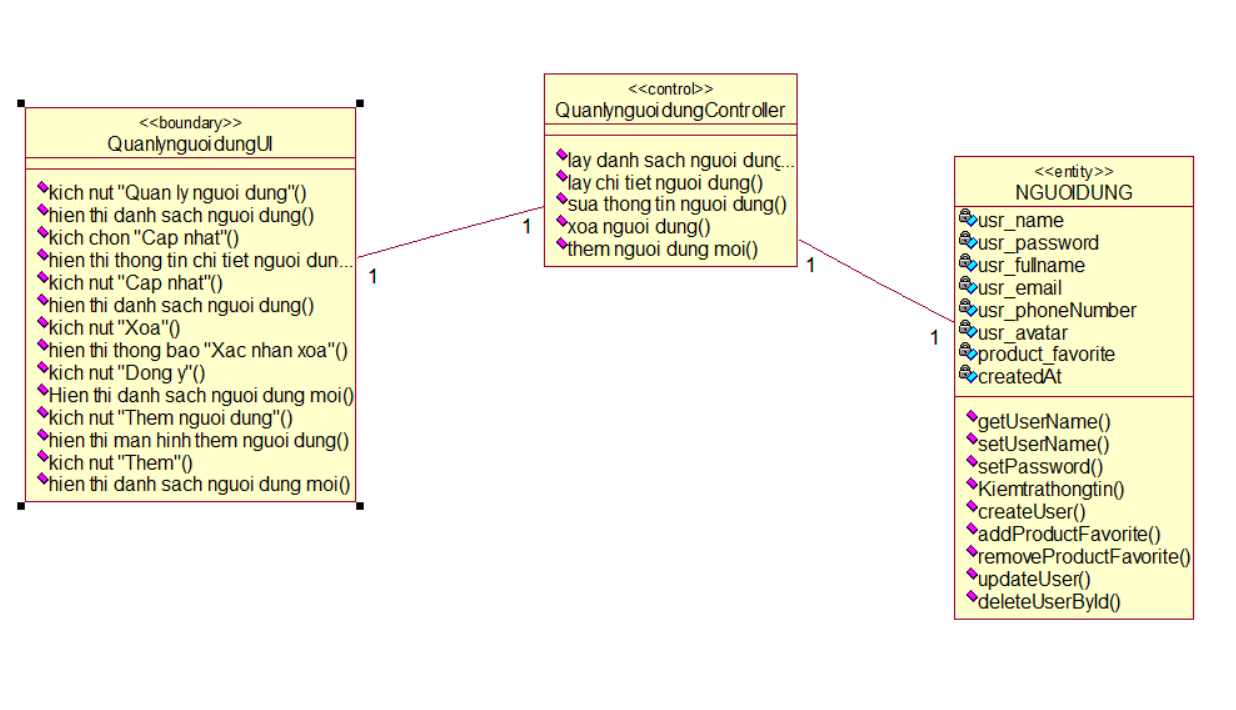 <<boundary>>
QuanlynguoidungUI
kich nut "Quan ly nguoi dung"()
hien thi danh sach nguoi dung()
kich chon "Cap nhat"()
hien thi thong tin chi tiet nguoi dun...
kich nut "Cap nhat"()
hien thi danh sach nguoi dung()
kich nut "Xoa"()
hien thi thong bao "Xac nhan xoa"()
kich nut "Dong y"()
Hien thi danh sach nguoi dung moi()
kich nut "Them nguoi dung"()
hien thi man hinh them nguoi dung()
kich nut "Them"()
hien thi danh sach nguoi dung moi()
1
1
<<control>>
QuanlynguoidungController
lay danh sach nguoi dung...
lay chi tiet nguoi dung()
sua thong tin nguoi dung()
xoa nguoi dung()
them nguoi dung moi()
1
1
<<entity>>
NGUOIDUNG
usr_name
usr_password
usr_fullname
usr_email
usr_phoneNumber
usr_avatar
product_favorite
createdAt
getUserName()
setUserName()
setPassword()
Kiemtrathongtin()
createUser()
addProductFavorite()
removeProductFavorite()
updateUser()
deleteUserById()